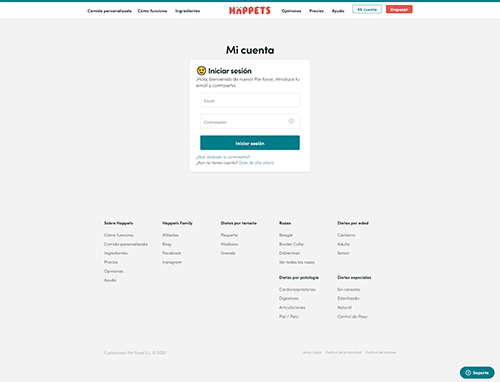 Comida personalizada Cómo funciona Ingredientes HAPPETS Opiniones Precios Ayuda Mi cuenta Empezar
Mi cuenta
Iniciar sesión
¡Hola, bienvenido de nuevo! Por favor, introduce tu
email y contraseña
Email
Contraseña
Iniciar sesión
¿Has olvidado la contraseña?
¿Aún no tienes cuenta? Date de alta ahora
Sobre Happets Happets Family Dietas por tamaño Razas Dietas por edad
Cómo funciona Afiliados Pequeño Beagle Cachorro
Comida personalizada Blog Mediano Border Collie Adulto
Ingredientes Facebook Grande Doberman Senior
Precios Instagram Ver todas las razas
Opiniones
Ayuda
Dietas por patología Dietas especiales
Cardiorespiratorias Sin cereales
Digestivas Esterilizado
Articulaciones Natural
Piel / Pelo Control de Peso
Customized Pet Food S.L. © 2020 Aviso Legal Política de privacidad Política de cookies
Soporte